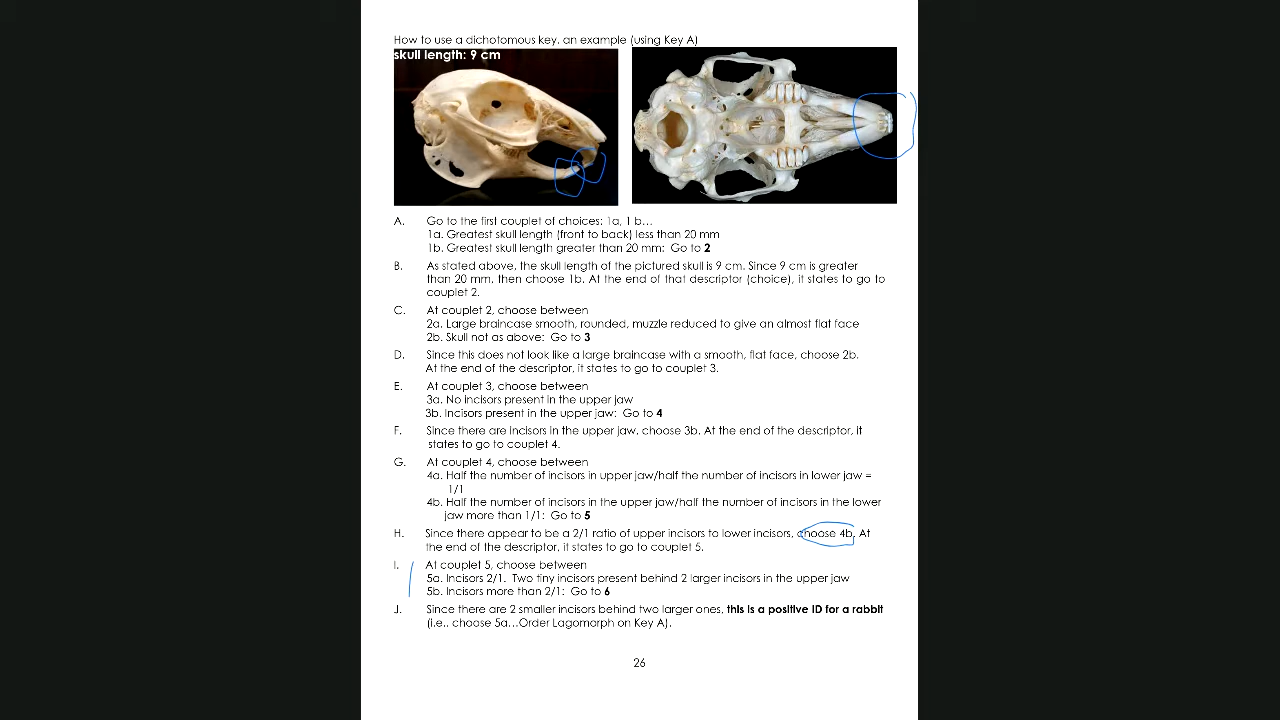 How to use a dichotomous key, an example (using Key A)
skull length: 9 cm
A. Go to the first couplet of choices: 1a, 1 b…
1a. Greatest skull length (front to back) less than 20 mm
1b. Greatest skull length greater than 20 mm: Go to 2
B. As stated above, the skull length of the pictured skull is 9 cm. Since 9 cm is greater
than 20 mm, then choose 1b. At the end of that descriptor (choice), it states to go to
couplet 2.
C. At couplet 2, choose between
2a. Large braincase smooth, rounded, muzzle reduced to give an almost flat face
2b. Skull not as above: Go to 3
D. Since this does not look like a large braincase with a smooth, flat face, choose 2b.
At the end of the descriptor, it states to go to couplet 3.
E. At couplet 3, choose between
3a. No incisors present in the upper jaw
3b. Incisors present in the upper jaw: Go to 4
F. Since there are incisors in the upper jaw, choose 3b. At the end of the descriptor, it
states to go to couplet 4.
G. At couplet 4, choose between
4a. Half the number of incisors in upper jaw/half the number of incisors in lower jaw =
1/1
4b. Half the number of incisors in the upper jaw/half the number of incisors in the lower
jaw more than 1/1: Go to 5
H. Since there appear to be a 2/1 ratio of upper incisors to lower incisors, choose 4b. At
the end of the descriptor, it states to go to couplet 5.
I. At couplet 5, choose between
5a. Incisors 2/1. Two tiny incisors present behind 2 larger incisors in the upper jaw
5b. Incisors more than 2/1: Go to 6
J. Since there are 2 smaller incisors behind two larger ones, this is a positive ID for a rabbit
(i.e., choose 5a…Order Lagomorph on Key A).
26